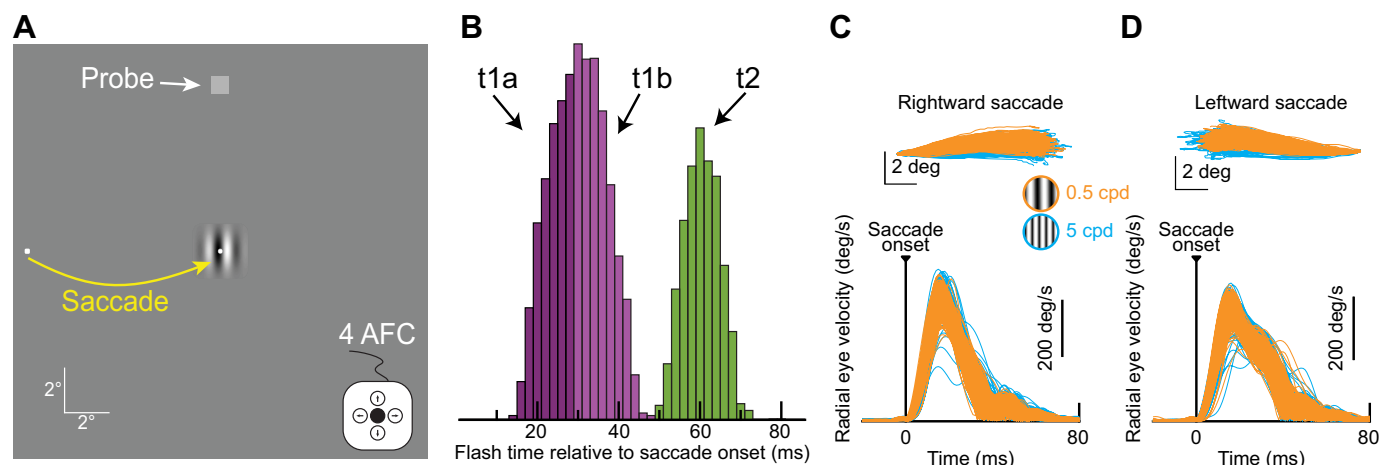 A
Probe
Saccade
2°
2°
4 AFC
B
t1a
t1b
t2
20
40
60
80
Flash time relative to saccade onset (ms)
C
Rightward saccade
2 deg
0.5 cpd
5 cpd
Radial eye velocity (deg/s)
Saccade
onset
200 deg/s
0
80
Time (ms)
D
Leftward saccade
2 deg
Radial eye velocity (deg/s)
Saccade
onset
200 deg/s
0
80
Time (ms)